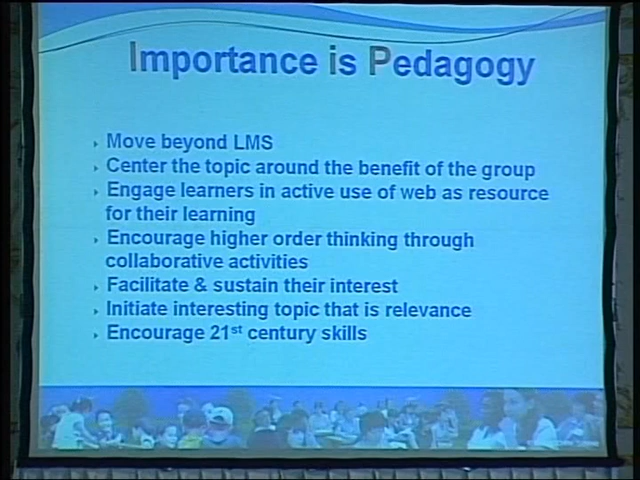 Importance is Pedagogy
Move beyond LMS
Center the topic around the benefit of the group
Engage learners in active use of web as resource
for their learning
Encourage higher order thinking through
collaborative activities
Facilitate & sustain their interest
Initiate interesting topic that is relevance
Encourage 21st century skills